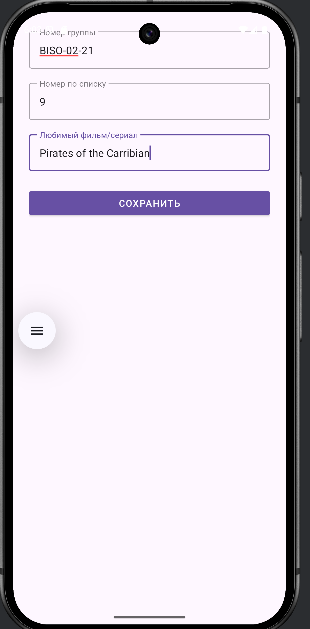 Номер группы
BISO-02-21
Номер по списку
9
Любимый фильм/сериал
Pirates of the Carribian
СОХРАНИТЬ